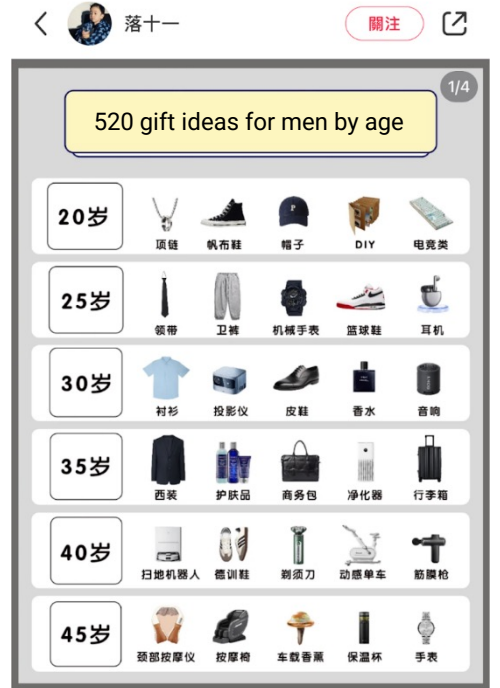 落十一
關注
1/4
520 gift ideas for men by age
20岁
项链 帆布鞋 帽子 DIY 电竞类
25岁
领带 卫裤 机械手表 篮球鞋 耳机
30岁
衬衫 投影仪 皮鞋 香水 音响
35岁
西装 护肤品 商务包 净化器 行李箱
40岁
扫地机器人 德训鞋 剃须刀 动感单车 筋膜枪
45岁
颈部按摩仪 按摩椅 车载香薰 保温杯 手表